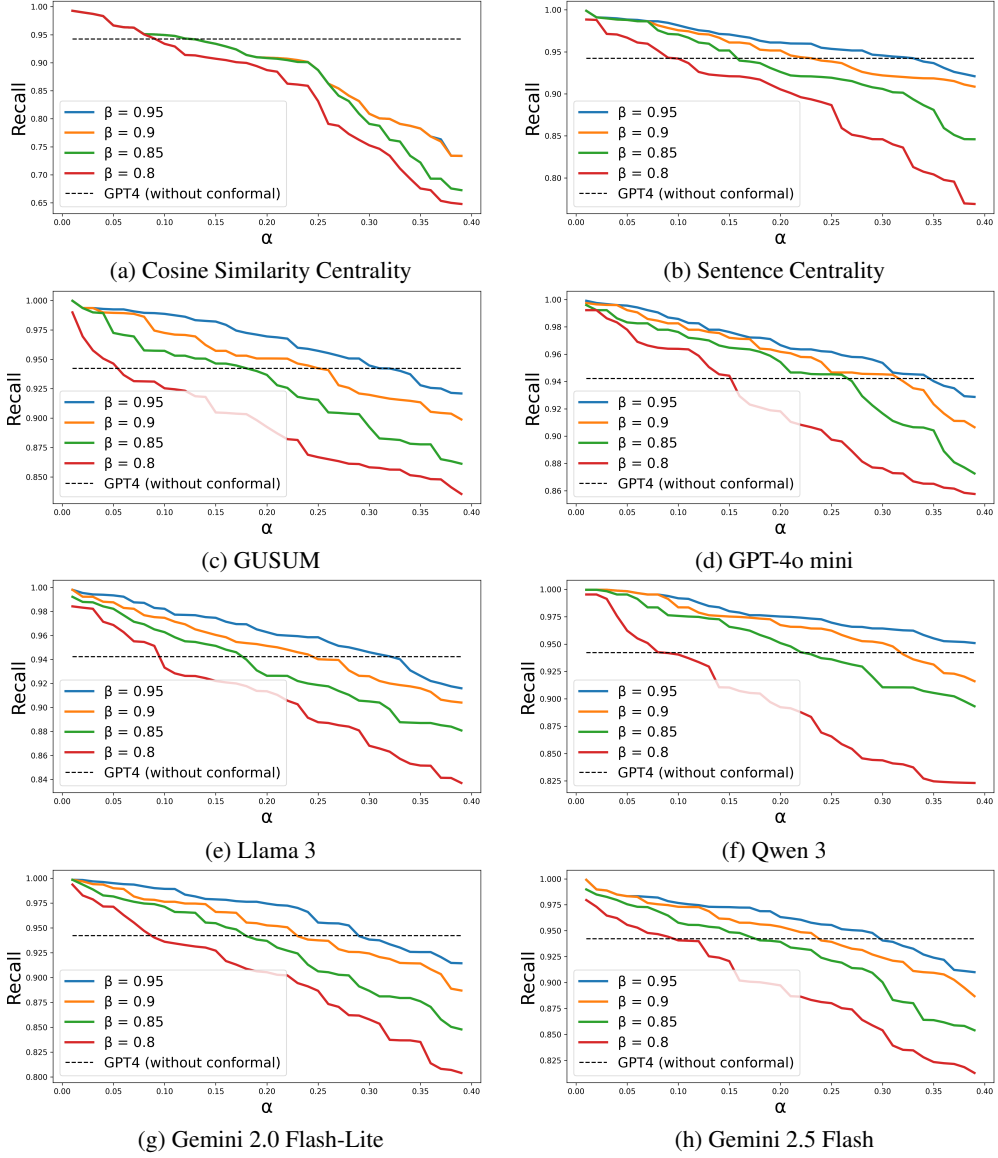 1.00
0.95
0.90
0.85
0.80
0.75
0.70
0.65
Recall
β = 0.95
β = 0.9
β = 0.85
β = 0.8
GPT4 (without conformal)
0.00 0.05 0.10 0.15 0.20 0.25 0.30 0.35 0.40
α
(a) Cosine Similarity Centrality
1.00
0.95
0.90
0.85
0.80
Recall
β = 0.95
β = 0.9
β = 0.85
β = 0.8
GPT4 (without conformal)
0.00 0.05 0.10 0.15 0.20 0.25 0.30 0.35 0.40
α
(b) Sentence Centrality
1.000
0.975
0.950
0.925
0.900
0.875
0.850
Recall
β = 0.95
β = 0.9
β = 0.85
β = 0.8
GPT4 (without conformal)
0.00 0.05 0.10 0.15 0.20 0.25 0.30 0.35 0.40
α
(c) GUSUM
1.00
0.98
0.96
0.94
0.92
0.90
0.88
0.86
Recall
β = 0.95
β = 0.9
β = 0.85
β = 0.8
GPT4 (without conformal)
0.00 0.05 0.10 0.15 0.20 0.25 0.30 0.35 0.40
α
(d) GPT-4o mini
1.00
0.98
0.96
0.94
0.92
0.90
0.88
0.86
0.84
Recall
β = 0.95
β = 0.9
β = 0.85
β = 0.8
GPT4 (without conformal)
0.00 0.05 0.10 0.15 0.20 0.25 0.30 0.35 0.40
α
(e) Llama 3
1.000
0.975
0.950
0.925
0.900
0.875
0.850
0.825
Recall
β = 0.95
β = 0.9
β = 0.85
β = 0.8
GPT4 (without conformal)
0.00 0.05 0.10 0.15 0.20 0.25 0.30 0.35 0.40
α
(f) Qwen 3
1.000
0.975
0.950
0.925
0.900
0.875
0.850
0.825
0.800
Recall
β = 0.95
β = 0.9
β = 0.85
β = 0.8
GPT4 (without conformal)
0.00 0.05 0.10 0.15 0.20 0.25 0.30 0.35 0.40
α
(g) Gemini 2.0 Flash-Lite
1.000
0.975
0.950
0.925
0.900
0.875
0.850
0.825
Recall
β = 0.95
β = 0.9
β = 0.85
β = 0.8
GPT4 (without conformal)
0.00 0.05 0.10 0.15 0.20 0.25 0.30 0.35 0.40
α
(h) Gemini 2.5 Flash